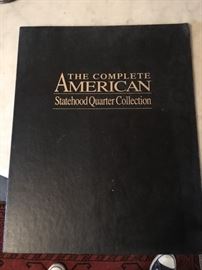 THE COMPLETE
AMERICAN
Statehood Quarter Collection